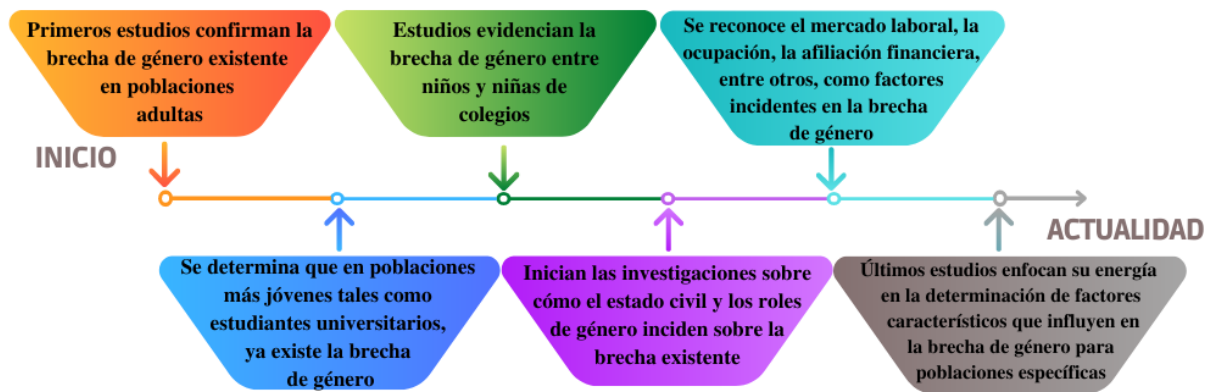 Primeros estudios confirman la
brecha de género existente
en poblaciones
adultas
Estudios evidencian la
brecha de género entre
niños y niñas de
colegios
Se reconoce el mercado laboral, la
ocupación, la afiliación financiera,
entre otros, como factores
incidentes en la brecha
de género
INICIO
ACTUALIDAD
Se determina que en poblaciones
más jóvenes tales como
estudiantes universitarios,
ya existe la brecha
de género
Inician las investigaciones sobre
cómo el estado civil y los roles
de género inciden sobre la
brecha existente
Últimos estudios enfocan su energía
en la determinación de factores
característicos que influyen en
la brecha de género para
poblaciones específicas